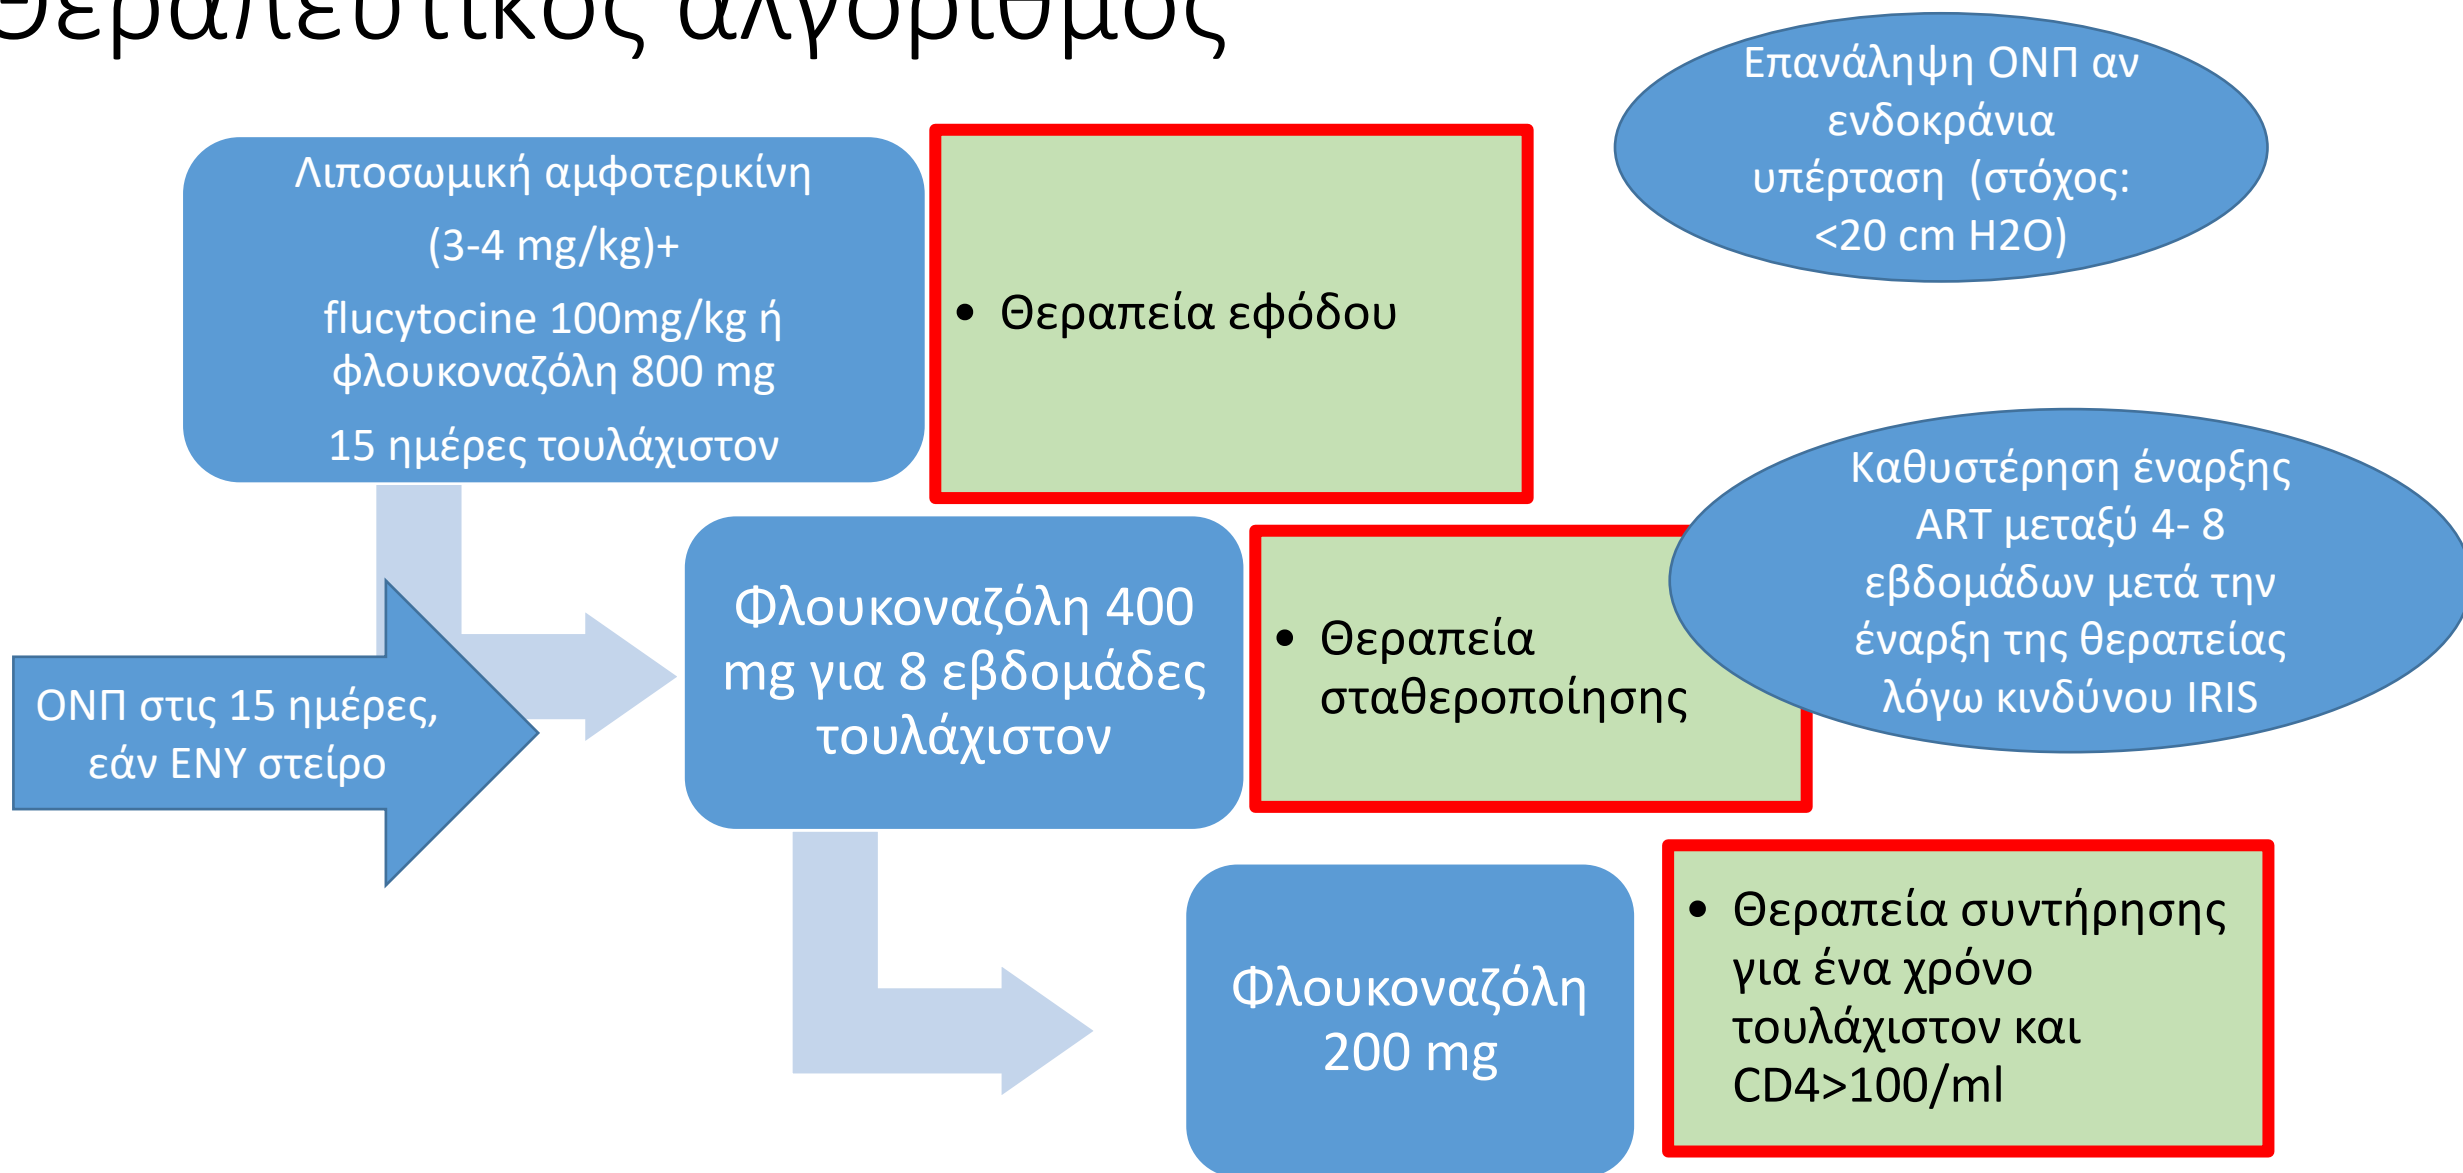 θεραπευτικός αλγόριθμος
Επανάληψη ΟΝΠ αν
ενδοκράνια
υπέρταση (στόχος:
<20 cm H2O)
Λιποσωμική αμφοτερικίνη
(3-4 mg/kg)+
flucytocine 100mg/kg ή
φλουκοναζόλη 800 mg
15 ημέρες τουλάχιστον
• Θεραπεία εφόδου
Καθυστέρηση έναρξης
ART μεταξύ 4- 8
εβδομάδων μετά την
έναρξη της θεραπείας
λόγω κινδύνου IRIS
ΟΝΠ στις 15 ημέρες,
εάν ΕΝΥ στείρο
Φλουκοναζόλη 400
mg για 8 εβδομάδες
τουλάχιστον
• Θεραπεία
σταθεροποίησης
Φλουκοναζόλη
200 mg
• Θεραπεία συντήρησης
για ένα χρόνο
τουλάχιστον και
CD4>100/ml